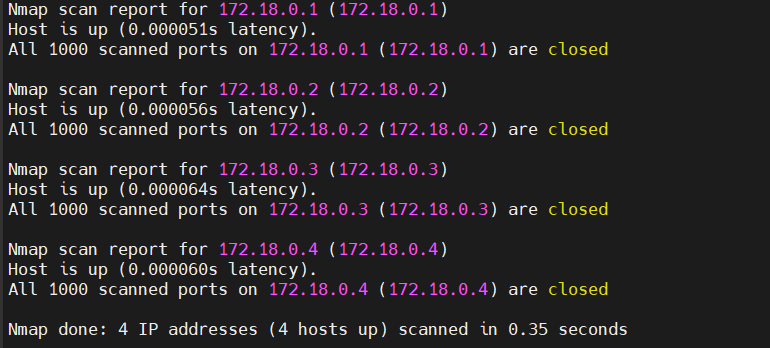 Nmap scan report for 172.18.0.1 (172.18.0.1)
Host is up (0.000051s latency).
All 1000 scanned ports on 172.18.0.1 (172.18.0.1) are closed

Nmap scan report for 172.18.0.2 (172.18.0.2)
Host is up (0.000056s latency).
All 1000 scanned ports on 172.18.0.2 (172.18.0.2) are closed

Nmap scan report for 172.18.0.3 (172.18.0.3)
Host is up (0.000064s latency).
All 1000 scanned ports on 172.18.0.3 (172.18.0.3) are closed

Nmap scan report for 172.18.0.4 (172.18.0.4)
Host is up (0.000060s latency).
All 1000 scanned ports on 172.18.0.4 (172.18.0.4) are closed

Nmap done: 4 IP addresses (4 hosts up) scanned in 0.35 seconds